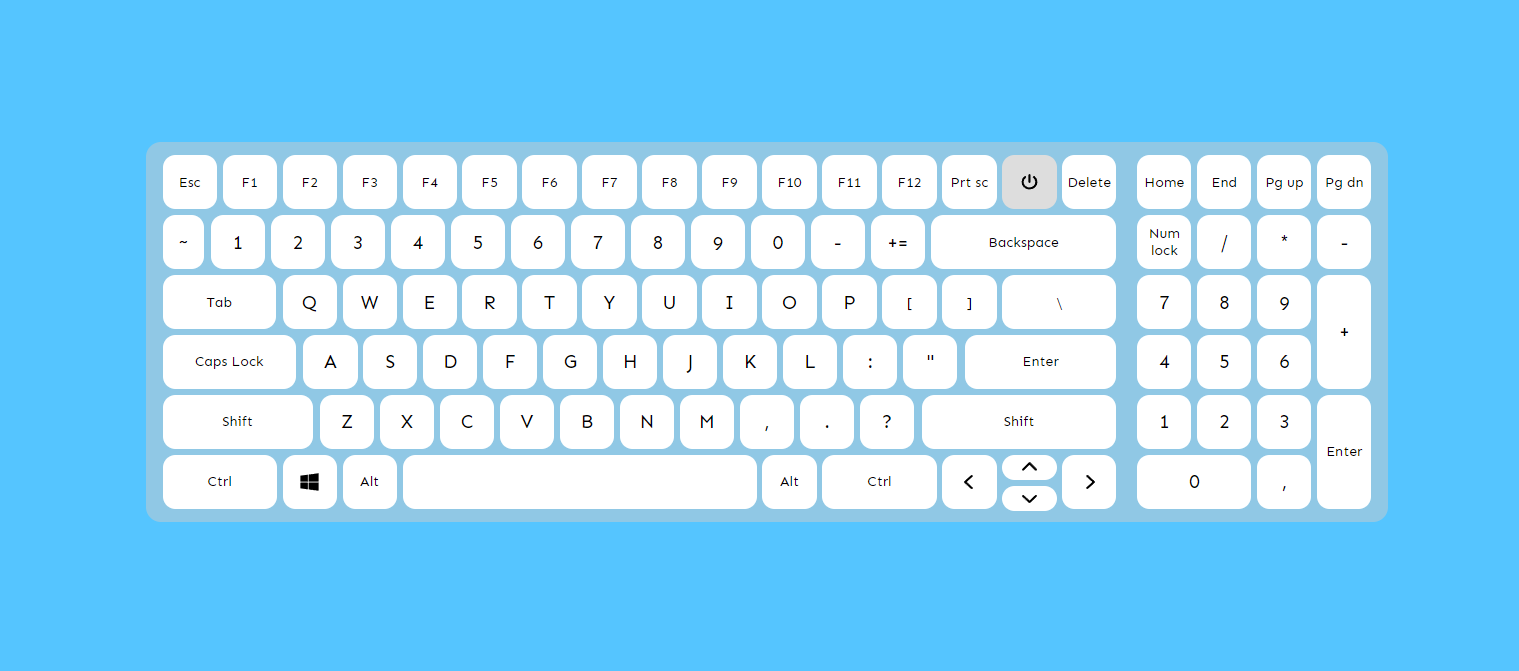 Esc F1 F2 F3 F4 F5 F6 F7 F8 F9 F10 F11 F12 Prt sc Delete Home End Pg up Pg dn
~ 1 2 3 4 5 6 7 8 9 0 - += Backspace Num lock / * -
Tab Q W E R T Y U I O P [ ] \ 7 8 9 +
Caps Lock A S D F G H J K L : " Enter 4 5 6
Shift Z X C V B N M , . ? Shift 1 2 3 Enter
Ctrl Alt Alt Ctrl 0 ,